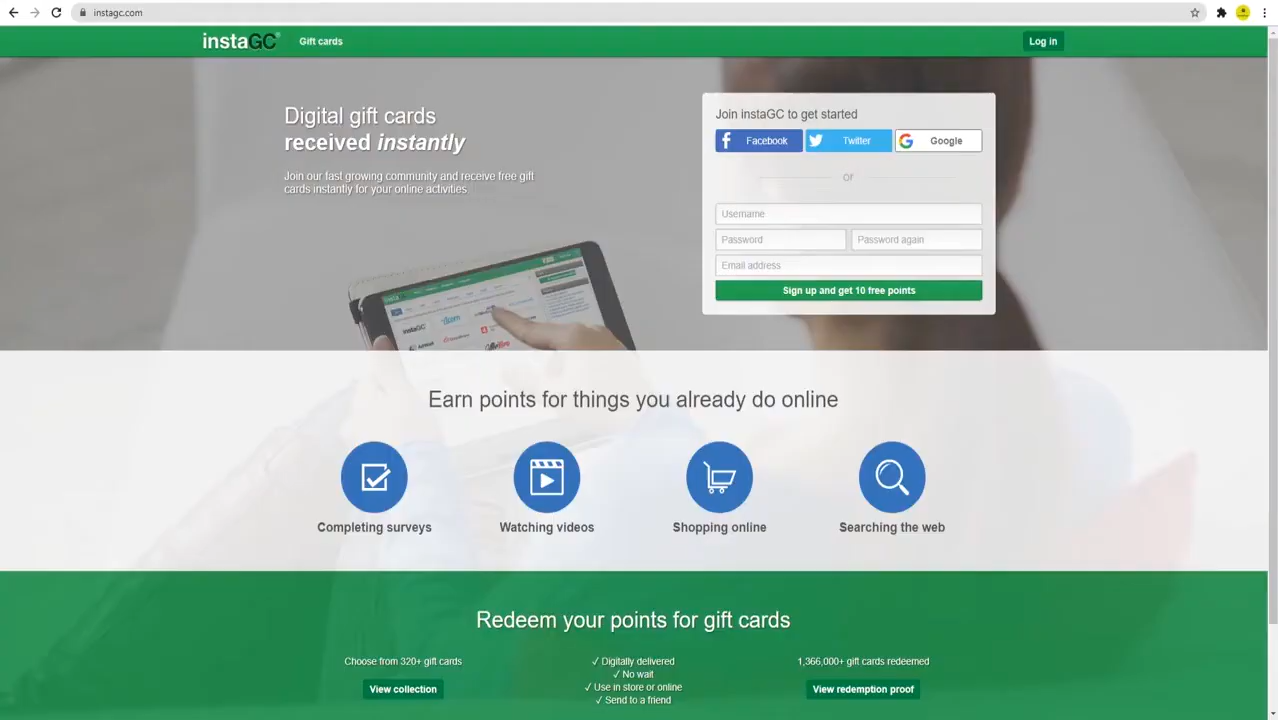 instagc.com
instaGC
Gift cards
Log in
Digital gift cards
received instantly
Join our fast growing community and receive free gift
cards instantly for your online activities
Join instaGC to get started
Facebook
Twitter
Google
or
Username
Password
Password again
Email address
Sign up and get 10 free points
instaGC
Earn points for things you already do online
Completing surveys
Watching videos
Shopping online
Searching the web
Redeem your points for gift cards
Choose from 320+ gift cards
✓ Digitally delivered
1,366,000+ gift cards redeemed
✓ No wait
View collection
✓ Use in store or online
View redemption proof
✓ Send to a friend